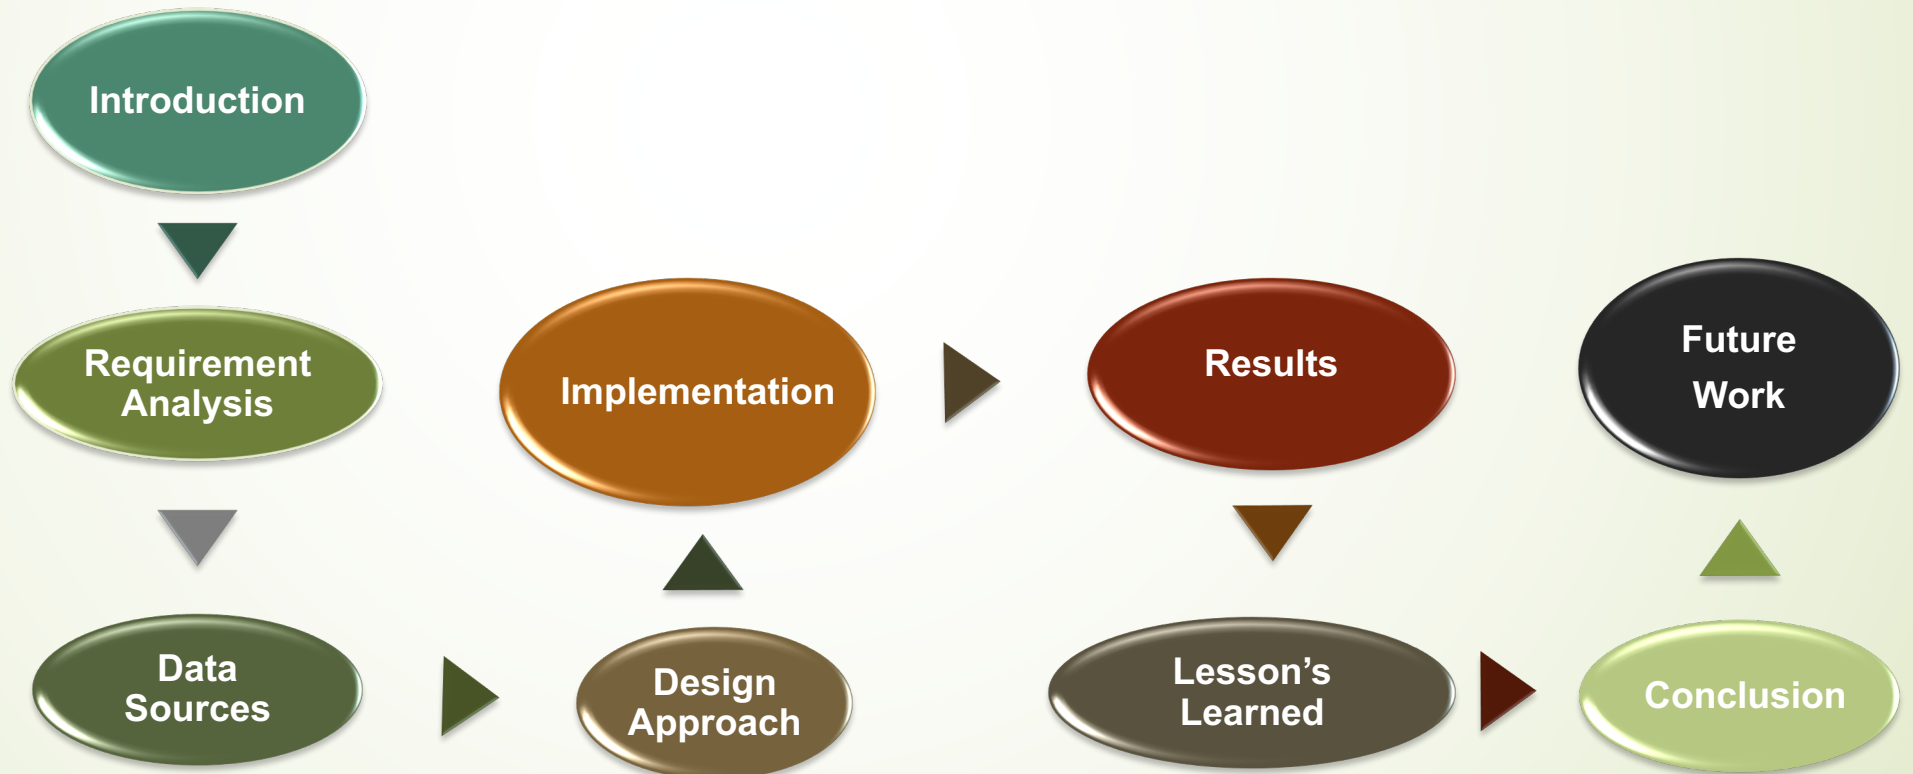 Introduction
Requirement
Analysis
Data
Sources
Design
Approach
Implementation
Results
Lesson’s
Learned
Conclusion
Future
Work